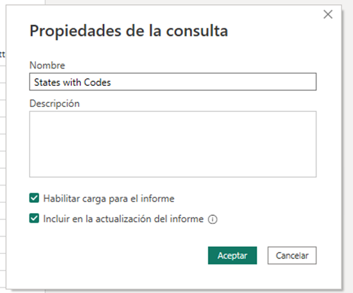 Propiedades de la consulta
Nombre
States with Codes
Descripción
Habilitar carga para el informe
Incluir en la actualización del informe
Aceptar
Cancelar